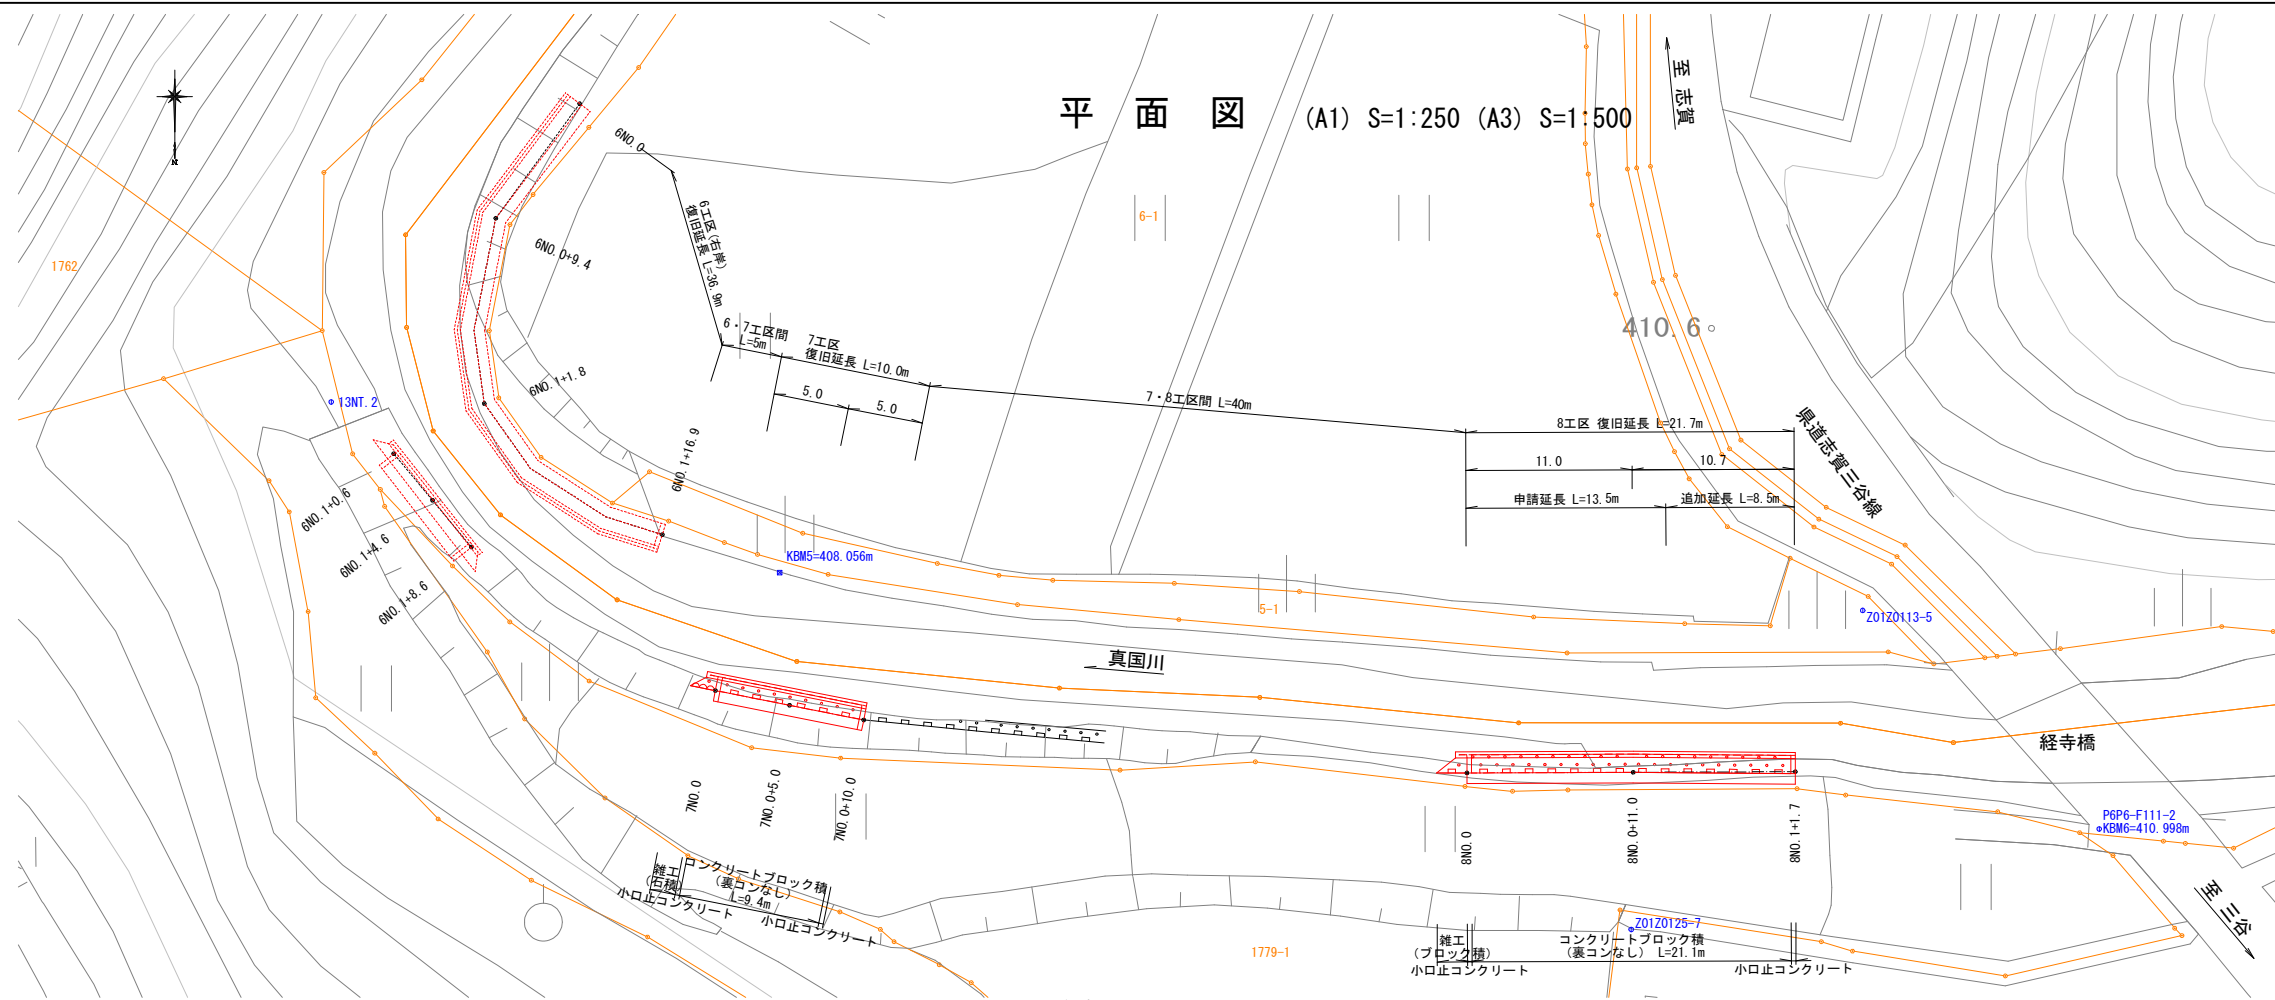 平面図 (A1) S=1:250 (A3) S=1:500
至 志賀
6NO.0
6工区(右岸)
復旧延長 L=36.9m
6-1
1762
6NO.0+9.4
410.6
6・7工区間
L=5m
7工区
復旧延長 L=10.0m
5.0
5.0
7・8工区間 L=40m
6NO.1+1.8
13NT.2
8工区 復旧延長 L=21.7m
11.0
10.7
申請延長 L=13.5m
追加延長 L=8.5m
県道志賀三谷線
6NO.1+16.9
6NO.1+0.6
6NO.1+4.6
6NO.1+8.6
KBM5=408.056m
5-1
Z01Z0113-5
真国川
経寺橋
7NO.0
7NO.0+5.0
7NO.0+10.0
8NO.0
8NO.0+11.0
8NO.1+1.7
P6P6-F111-2
KBM6=410.998m
雑工
(石積)
小口止コンクリート
コンクリートブロック積
(裏コンなし)
L=9.4m
小口止コンクリート
至 三谷
Z01Z0125-7
1779-1
雑工
(ブロック積)
小口止コンクリート
コンクリートブロック積
(裏コンなし) L=21.1m
小口止コンクリート